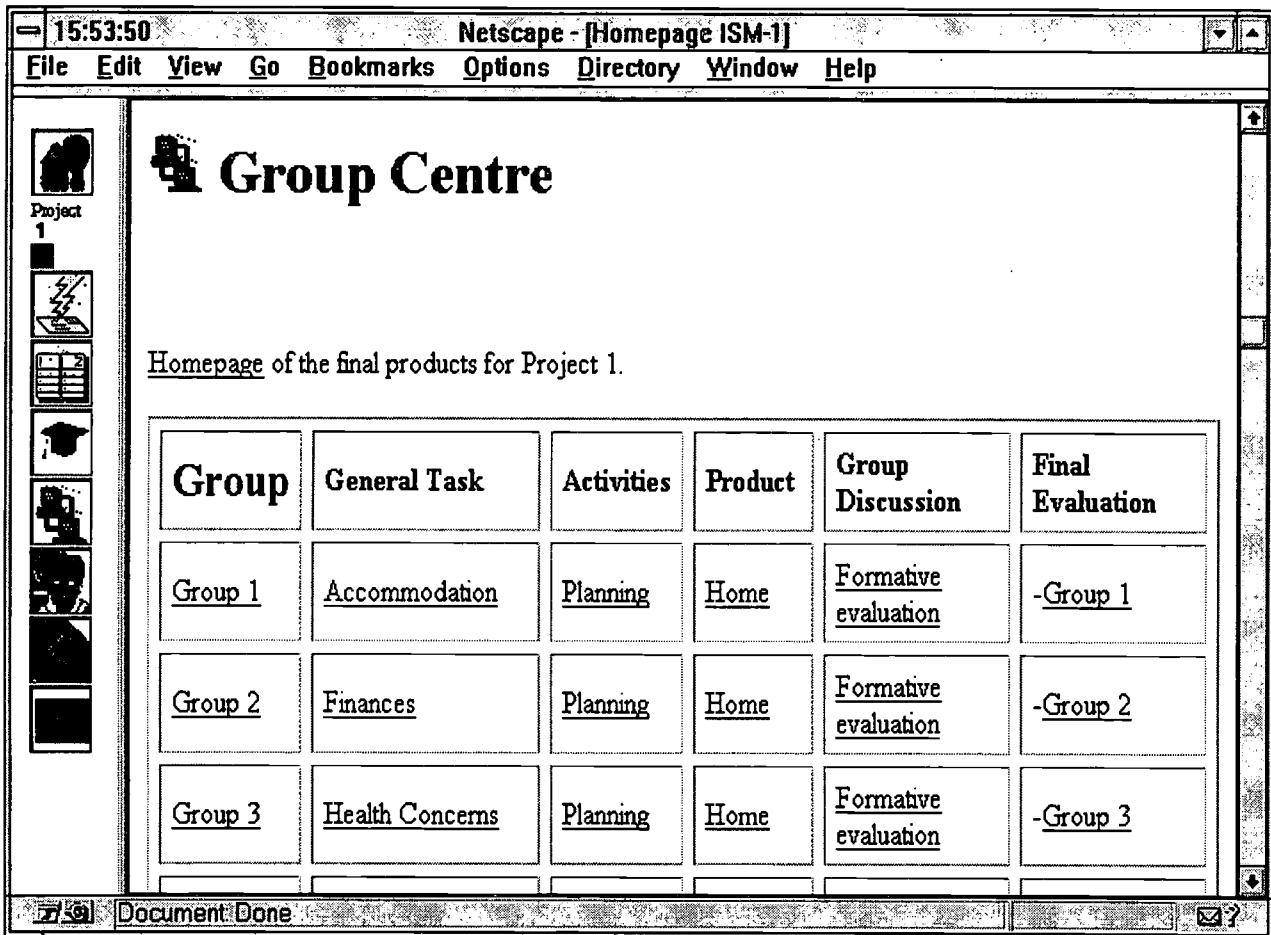 15:53:50 Netscape - [Homepage ISM-1]
File Edit View Go Bookmarks Options Directory Window Help
Project
1
1 2
Group Centre
Homepage of the final products for Project 1.
Group General Task Activities Product Group Discussion Final Evaluation
Group 1 Accommodation Planning Home Formative evaluation -Group 1
Group 2 Finances Planning Home Formative evaluation -Group 2
Group 3 Health Concerns Planning Home Formative evaluation -Group 3
Document: Done ?